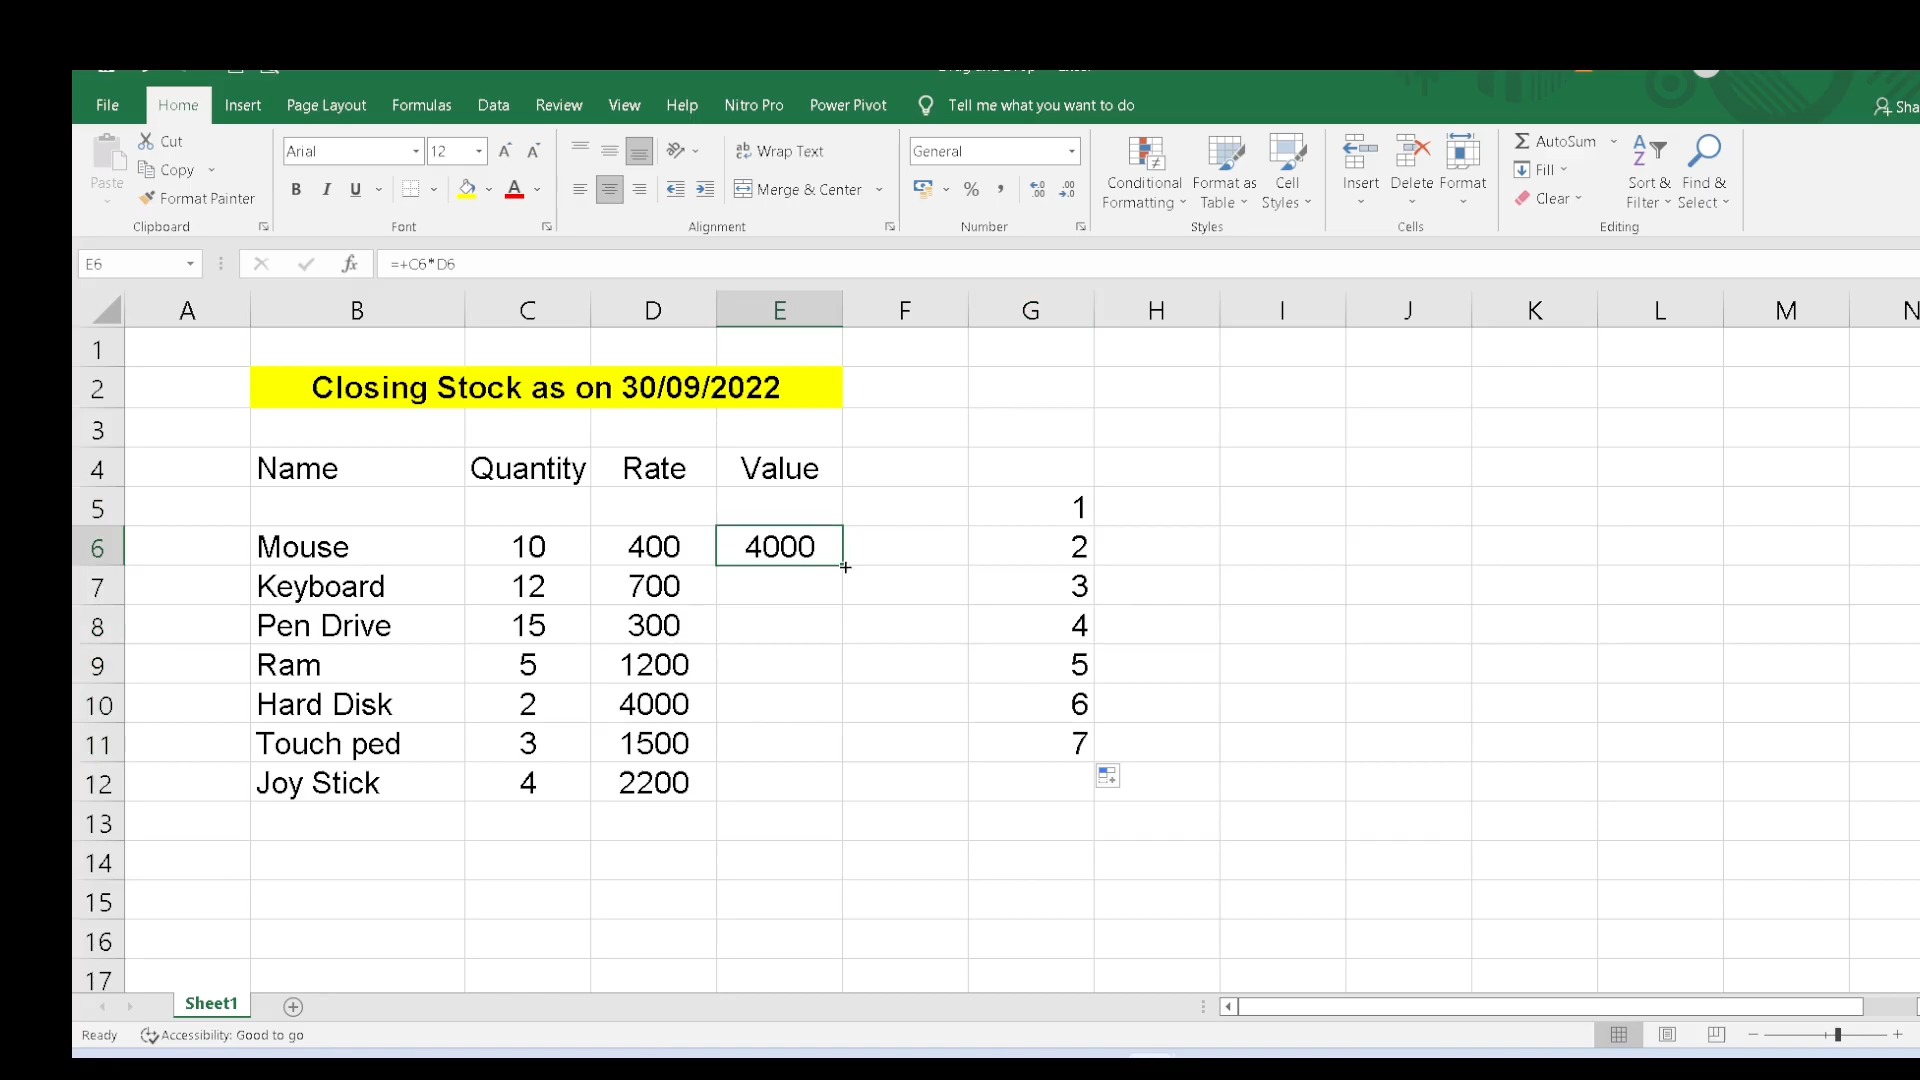 File Home Insert Page Layout Formulas Data Review View Help Nitro Pro Power Pivot Tell me what you want to do
Cut
Copy
Format Painter
Paste
Clipboard
Arial 12
B I U A
Font
Wrap Text
Merge & Center
Alignment
General
% ,
Number
Conditional Formatting
Format as Table
Cell Styles
Styles
Insert Delete Format
Cells
AutoSum
Fill
Clear
Sort & Filter
Find & Select
Editing
E6 fx =+C6*D6
A B C D E F G H I J K L M N
1
2 Closing Stock as on 30/09/2022
3
4 Name Quantity Rate Value
5 1
6 Mouse 10 400 4000 2
7 Keyboard 12 700 3
8 Pen Drive 15 300 4
9 Ram 5 1200 5
10 Hard Disk 2 4000 6
11 Touch ped 3 1500 7
12 Joy Stick 4 2200
13
14
15
16
17
Sheet1
Ready Accessibility: Good to go